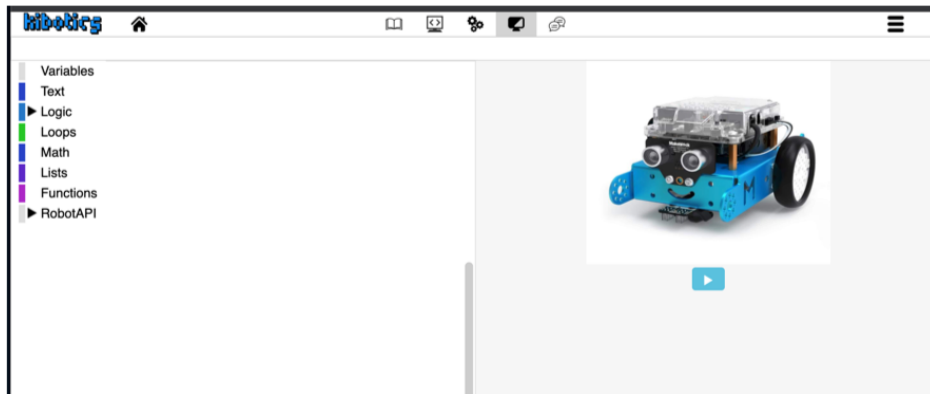 kibotics
Variables
Text
Logic
Loops
Math
Lists
Functions
RobotAPI
M